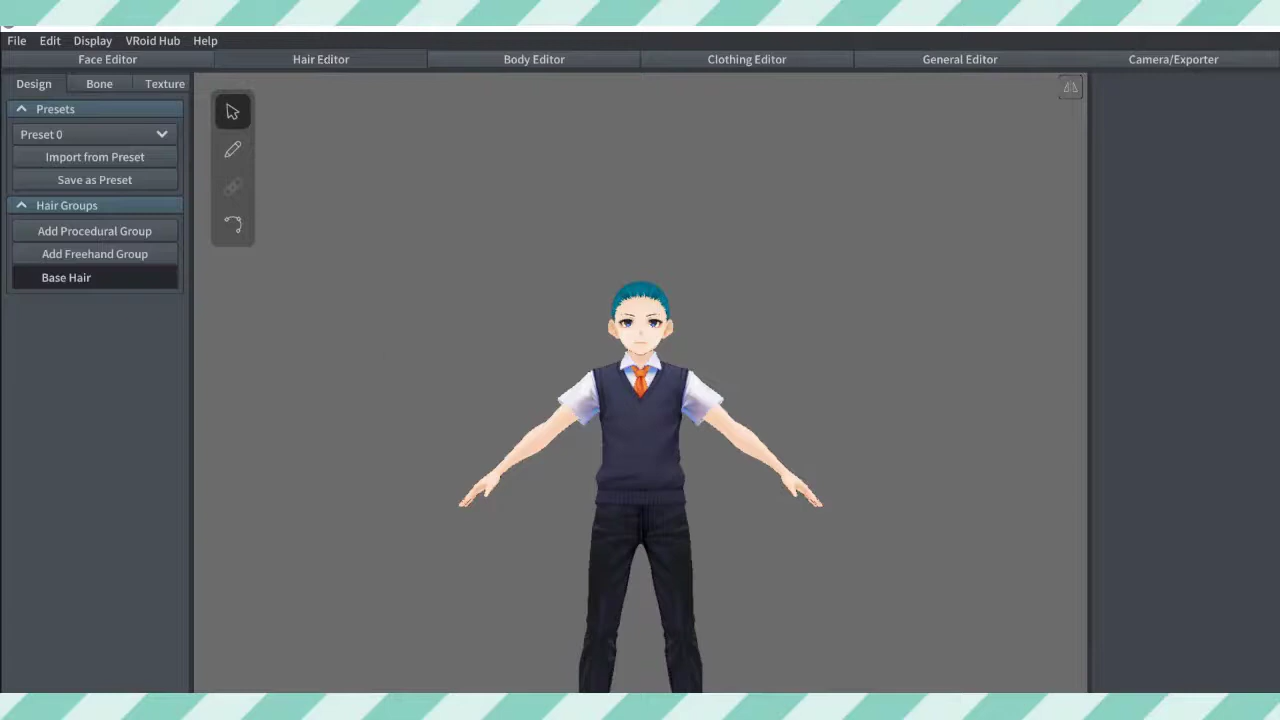 File Edit Display VRoid Hub Help
Face Editor Hair Editor Body Editor Clothing Editor General Editor Camera/Exporter
Design Bone Texture
Presets
Preset 0
Import from Preset
Save as Preset
Hair Groups
Add Procedural Group
Add Freehand Group
Base Hair